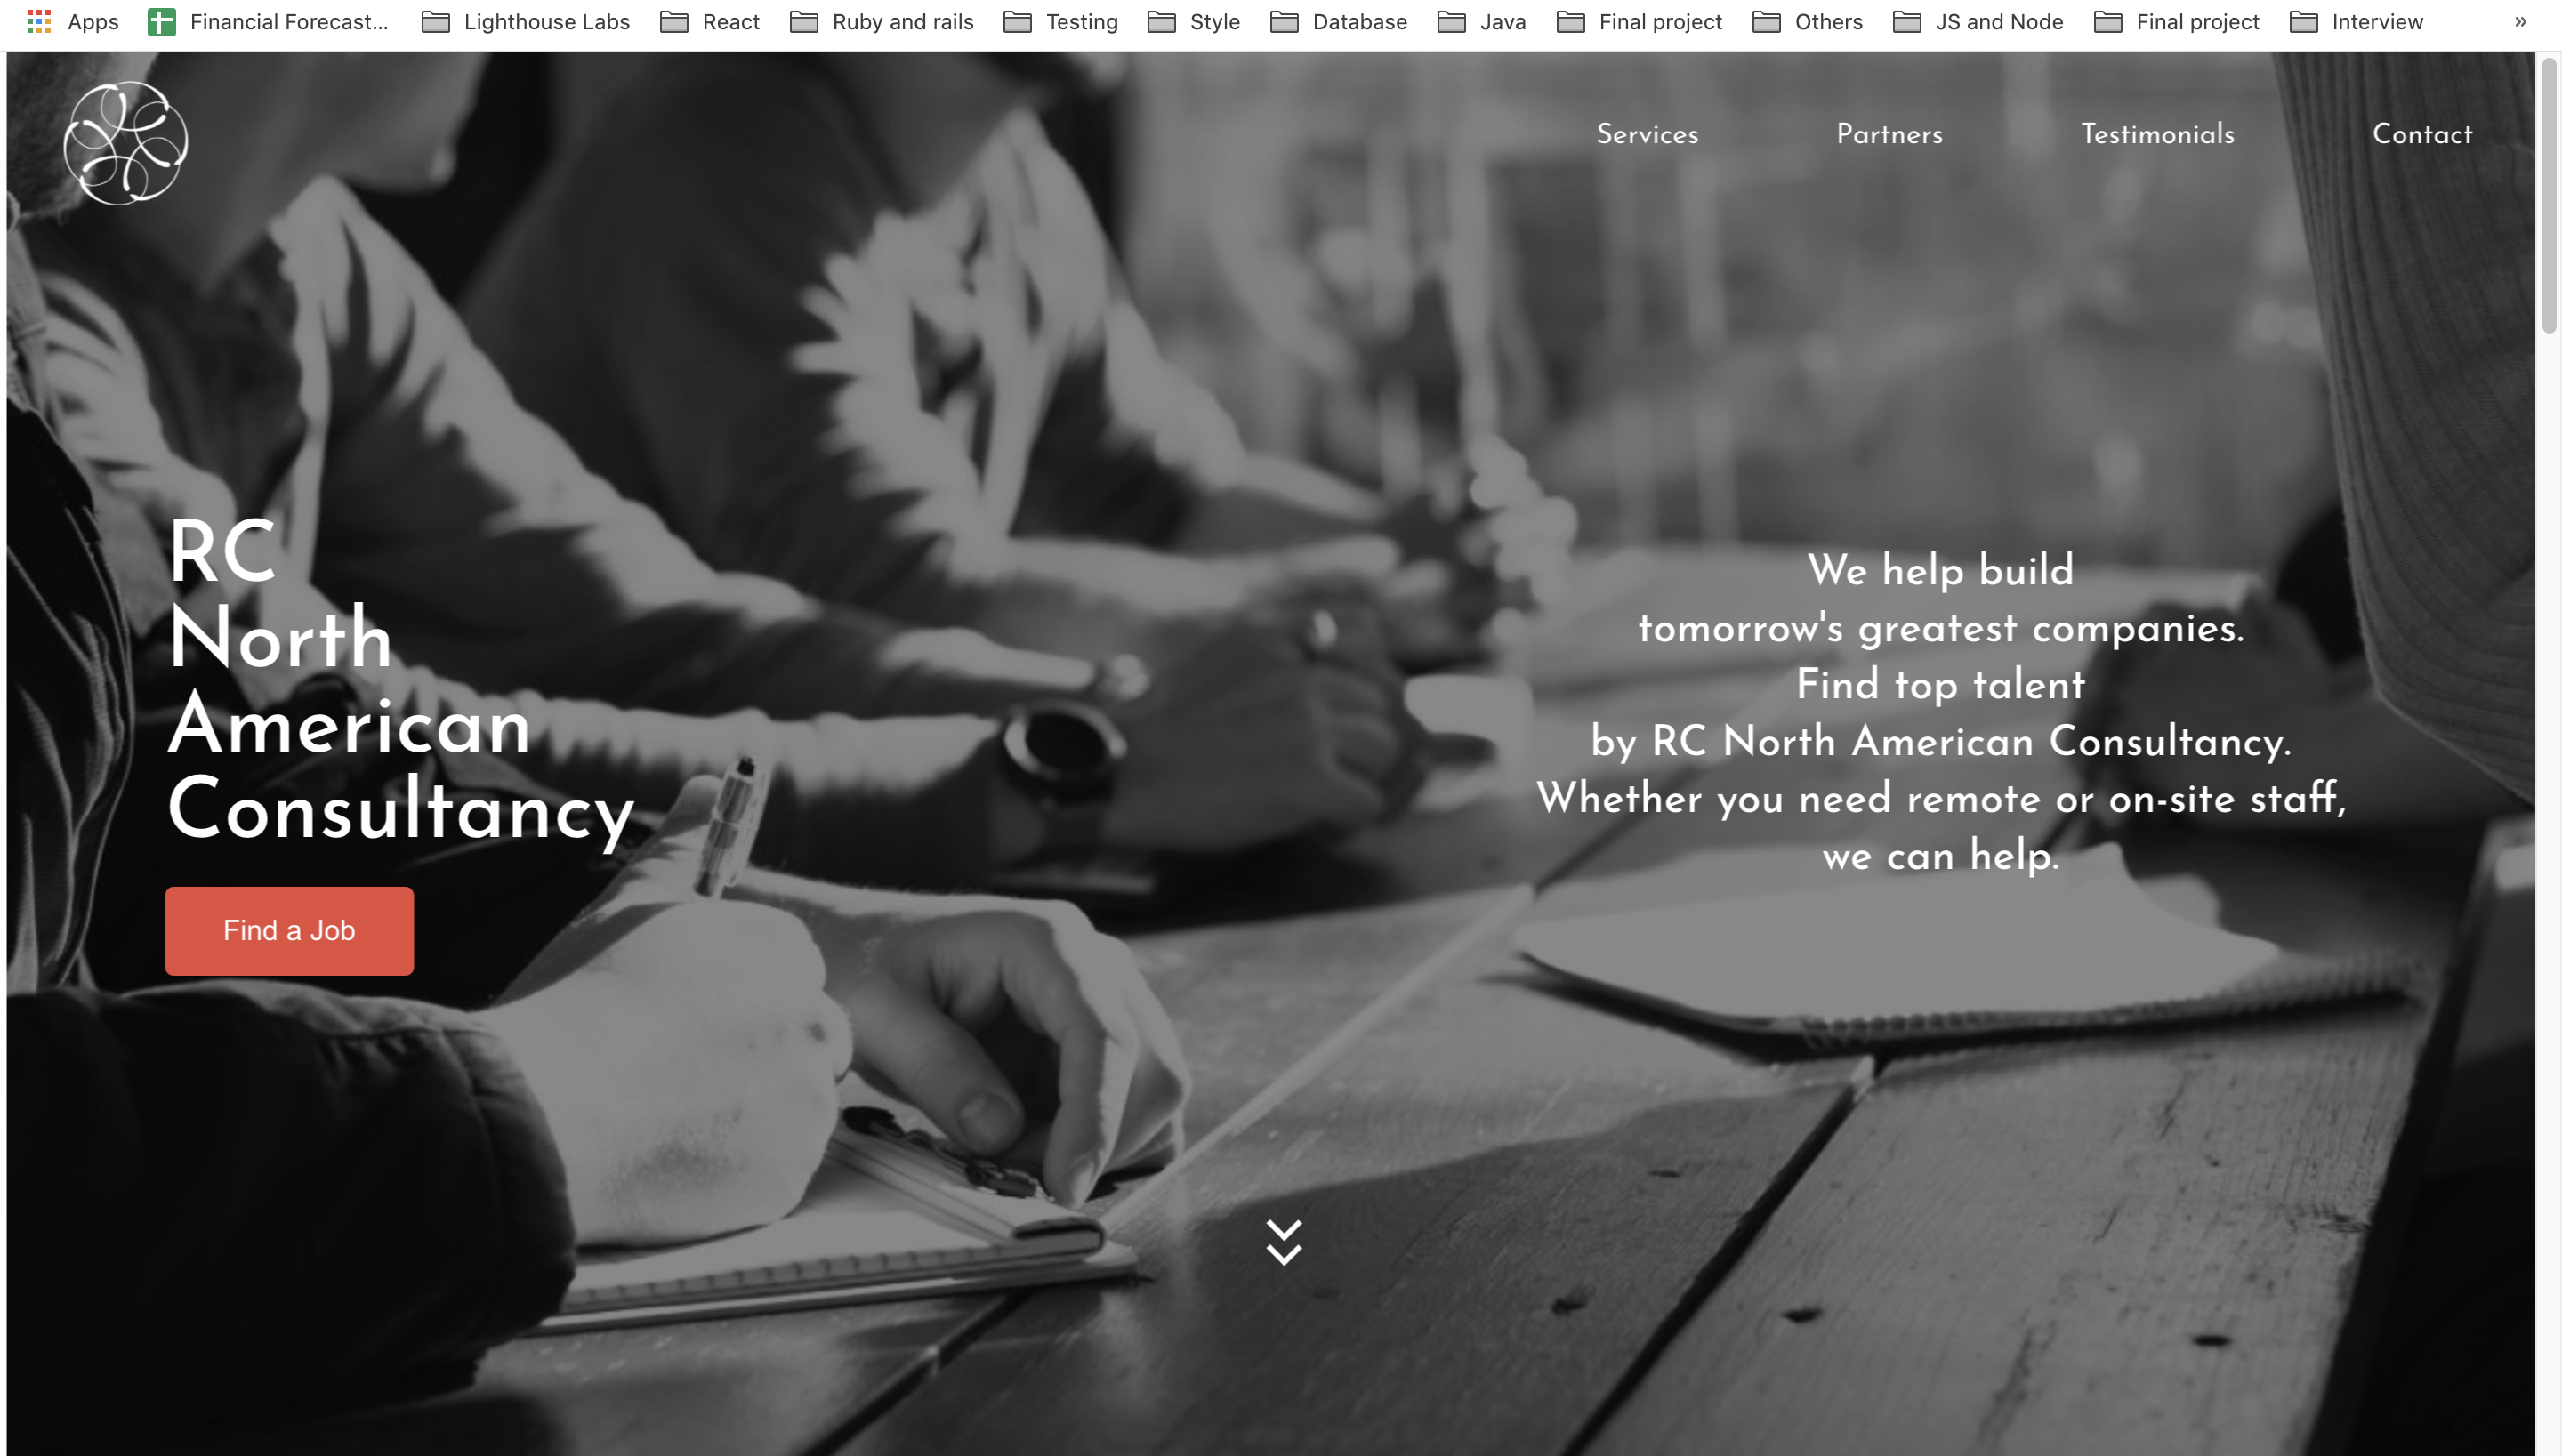 Apps Financial Forecast... Lighthouse Labs React Ruby and rails Testing Style Database Java Final project Others JS and Node Final project Interview »
Services Partners Testimonials Contact
RC
North
American
Consultancy
Find a Job
We help build
tomorrow's greatest companies.
Find top talent
by RC North American Consultancy.
Whether you need remote or on-site staff,
we can help.